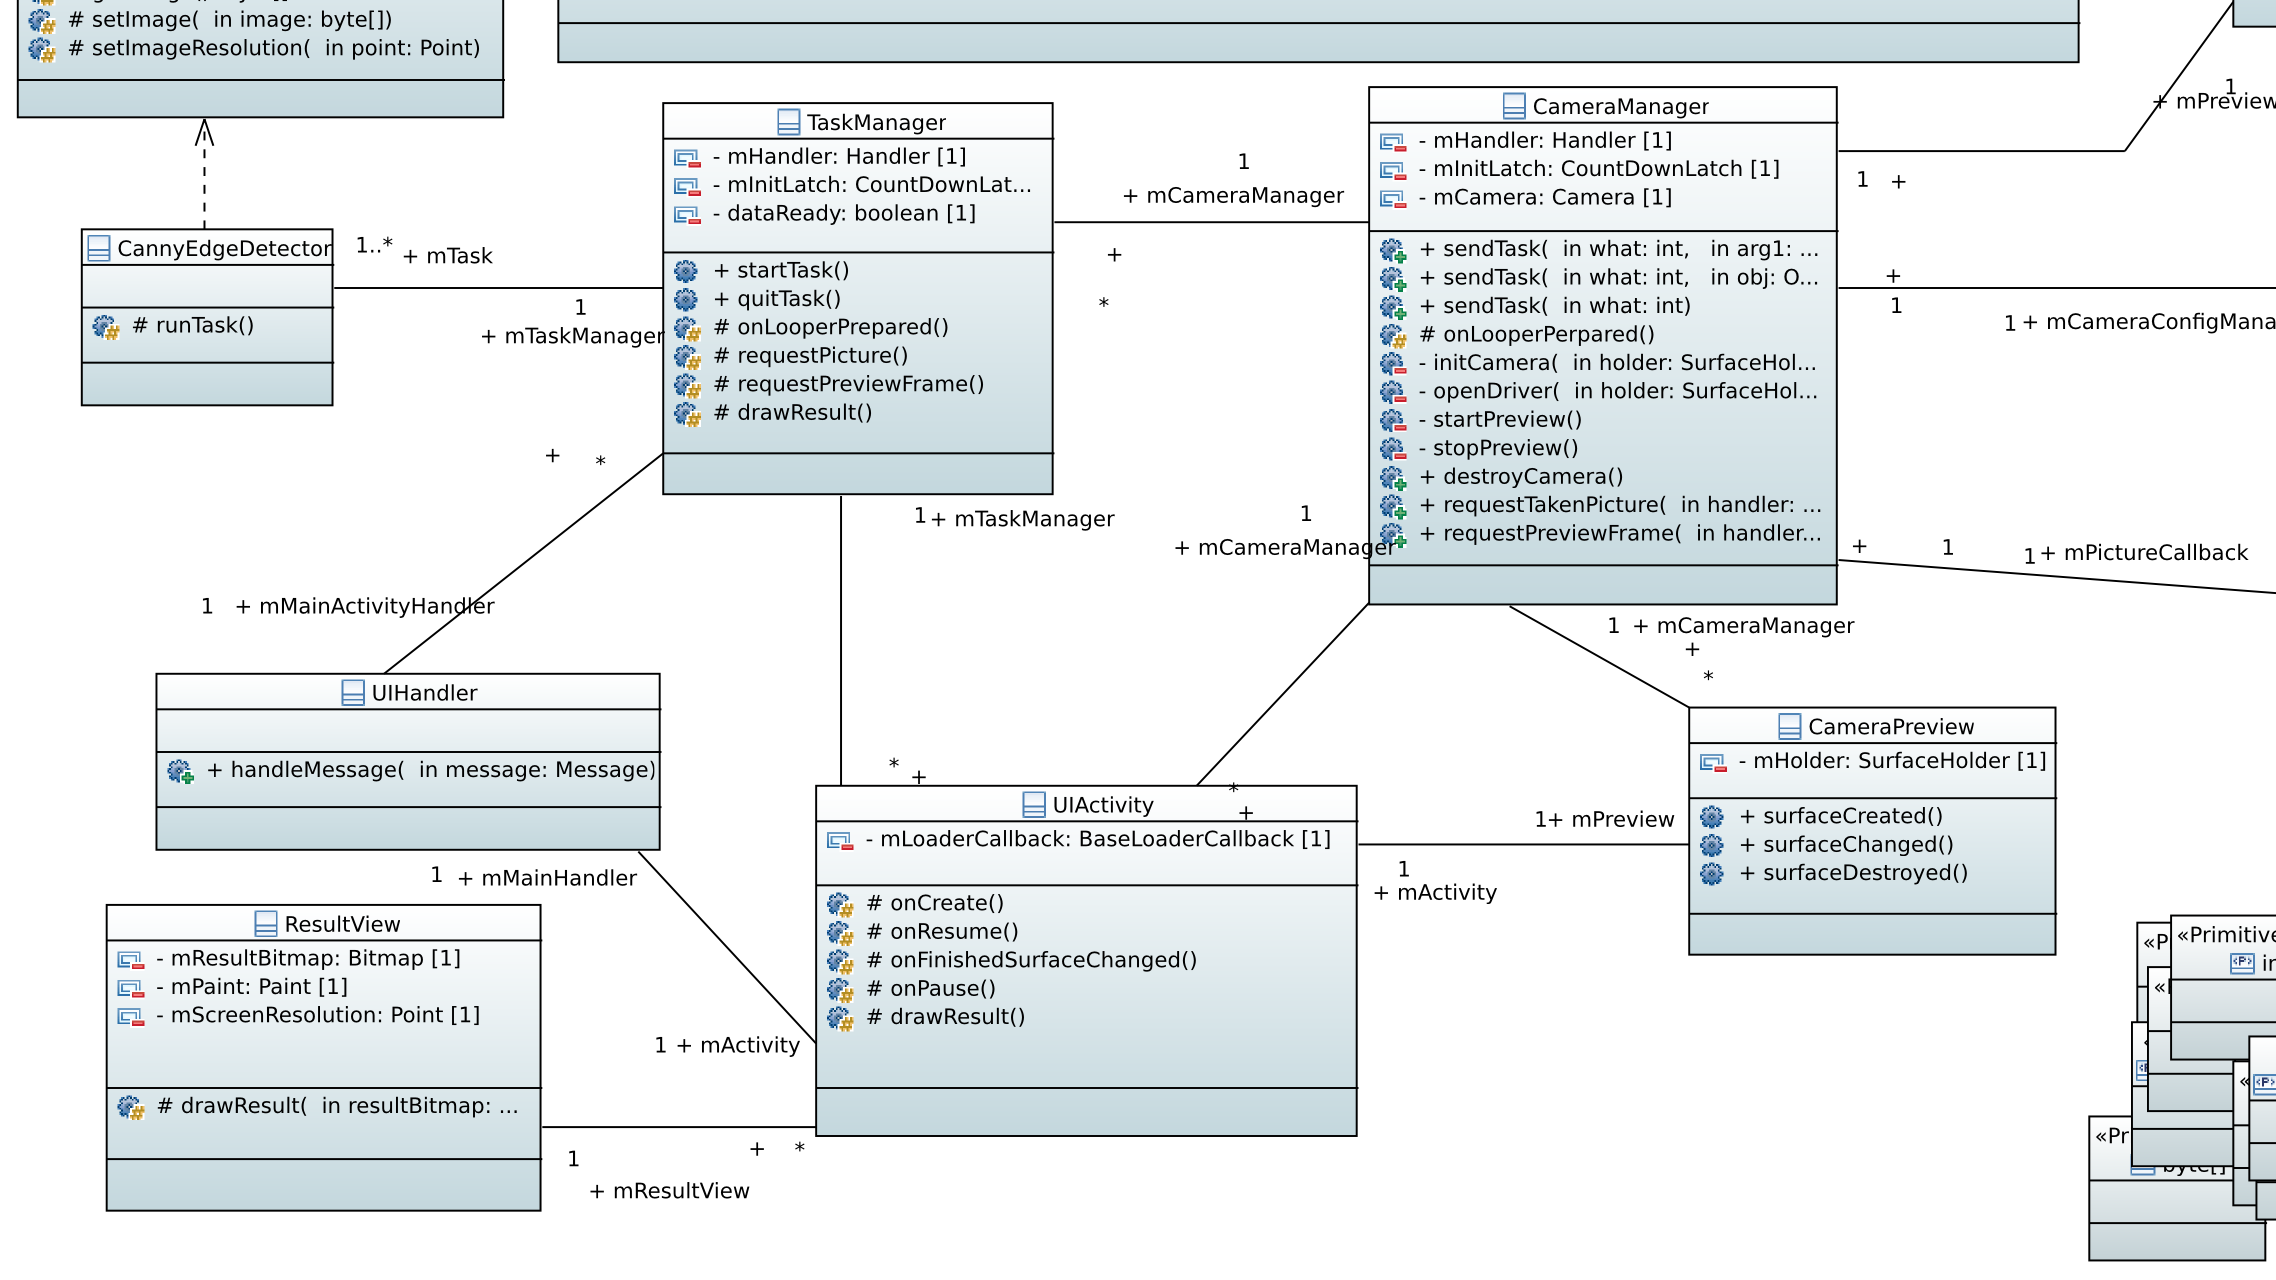 # setImage(  in image: byte[])
# setImageResolution(  in point: Point)
TaskManager
- mHandler: Handler [1]
- mInitLatch: CountDownLat...
- dataReady: boolean [1]
+ startTask()
+ quitTask()
# onLooperPrepared()
# requestPicture()
# requestPreviewFrame()
# drawResult()
CameraManager
- mHandler: Handler [1]
- mInitLatch: CountDownLatch [1]
- mCamera: Camera [1]
+ sendTask(  in what: int,   in arg1: ...
+ sendTask(  in what: int,   in obj: O...
+ sendTask(  in what: int)
# onLooperPerpared()
- initCamera(  in holder: SurfaceHol...
- openDriver(  in holder: SurfaceHol...
- startPreview()
- stopPreview()
+ destroyCamera()
+ requestTakenPicture(  in handler: ...
+ requestPreviewFrame(  in handler...
1
+ mPreview
1 +
+
1
1 + mCameraConfigMana
1
+ mCameraManager
+
*
CannyEdgeDetector
# runTask()
1..* + mTask
1
+ mTaskManager
+ *
1 + mMainActivityHandler
1 + mTaskManager
1
+ mCameraManager
+ 1 1 + mPictureCallback
1 + mCameraManager
+
*
UIHandler
+ handleMessage(  in message: Message)
* +
*
+
UIActivity
- mLoaderCallback: BaseLoaderCallback [1]
# onCreate()
# onResume()
# onFinishedSurfaceChanged()
# onPause()
# drawResult()
1 + mPreview
1
+ mActivity
CameraPreview
- mHolder: SurfaceHolder [1]
+ surfaceCreated()
+ surfaceChanged()
+ surfaceDestroyed()
1 + mMainHandler
1 + mActivity
ResultView
- mResultBitmap: Bitmap [1]
- mPaint: Paint [1]
- mScreenResolution: Point [1]
# drawResult(  in resultBitmap: ...
1 + *
+ mResultView
«P
«Primitive
«Pr
byte[]